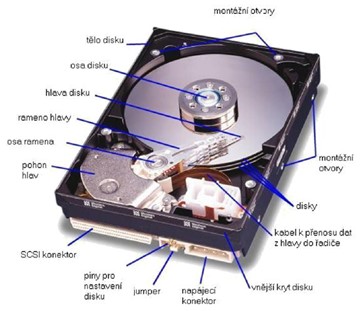 montážní otvory
tělo disku
osa disku
hlava disku
rameno hlavy
osa ramena
pohon
hlav
montážní
otvory
disky
kabel k přenosu dat
z hlavy do řadiče
SCSI konektor
piny pro
nastavení
disku
jumper
napájecí
konektor
vnější kryt disku